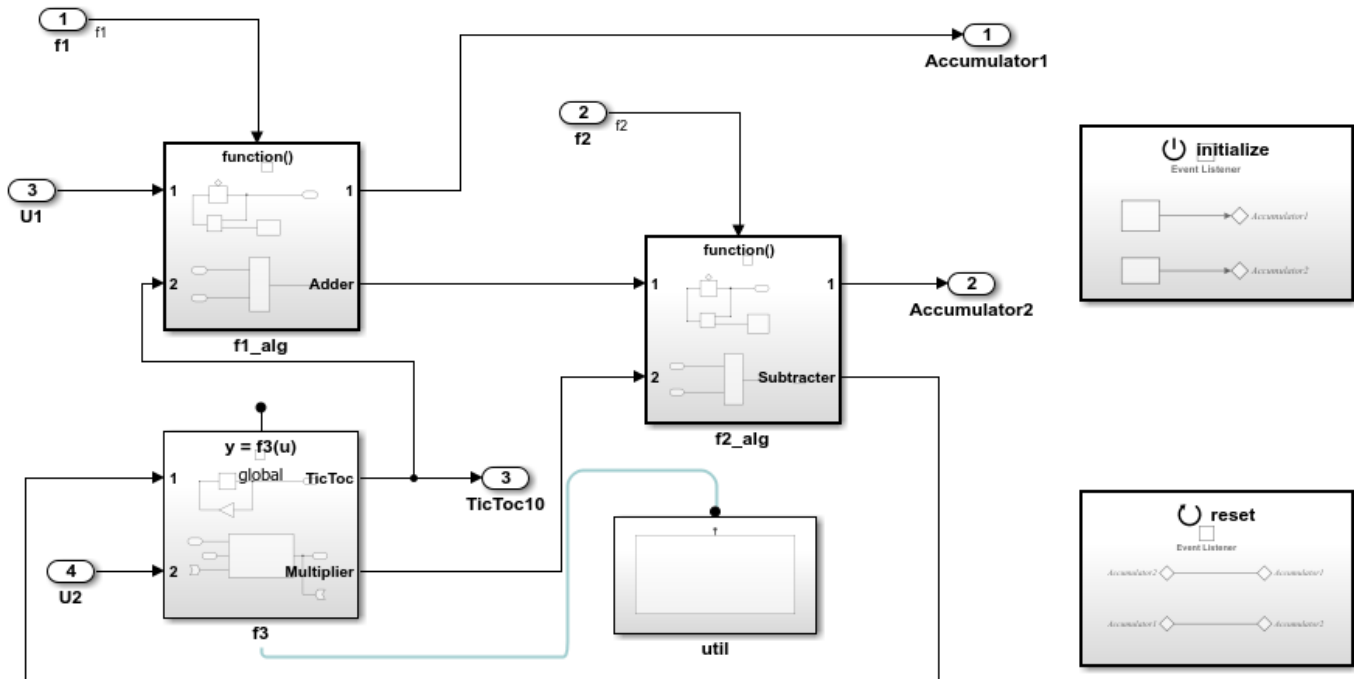 1
f1
f1
1
Accumulator1
2
f2
f2
function()
1
1
3
U1
2
Adder
f1_alg
function()
1
1
2
Accumulator2
2
Subtracter
f2_alg
initialize
Event Listener
Accumulator1
Accumulator2
y = f3(u)
global
1
TicToc
3
TicToc10
4
U2
2
Multiplier
f3
util
reset
Event Listener
Accumulator2
Accumulator1
Accumulator1
Accumulator2